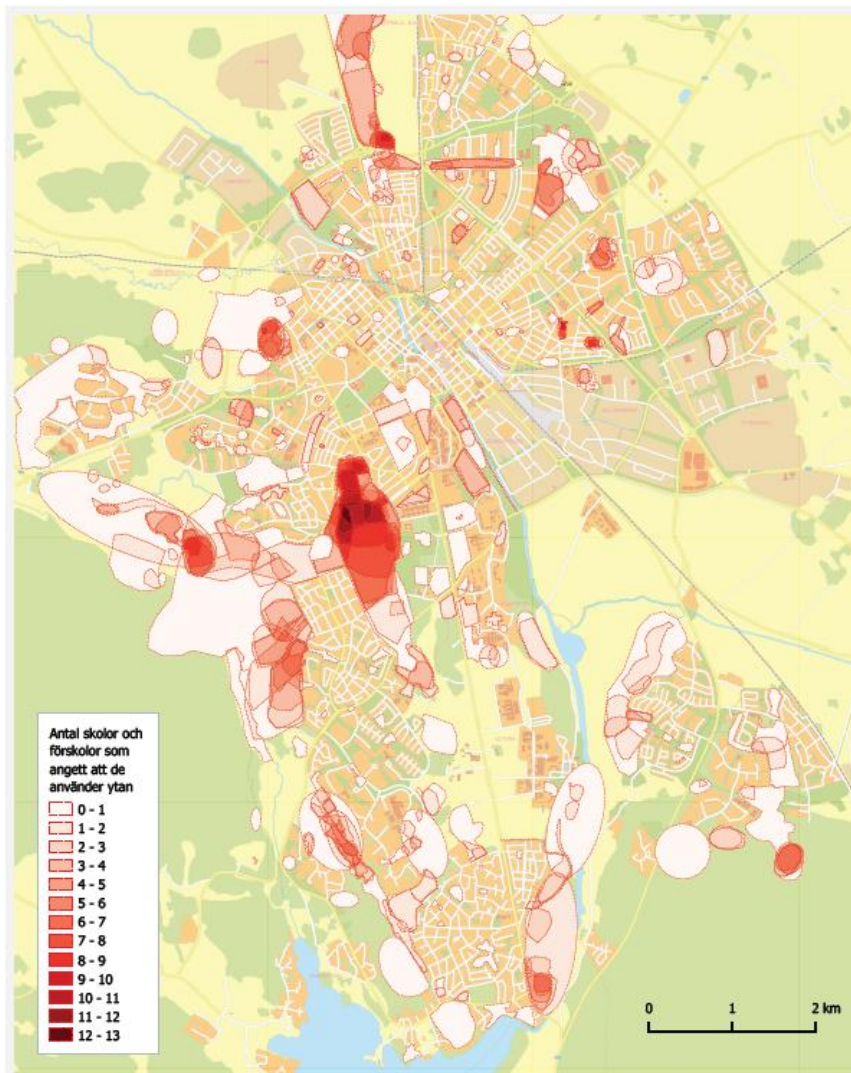 Antal skolor och
förskolor som
angett att de
använder ytan
0 - 1
1 - 2
2 - 3
3 - 4
4 - 5
5 - 6
6 - 7
7 - 8
8 - 9
9 - 10
10 - 11
11 - 12
12 - 13
0 1 2 km